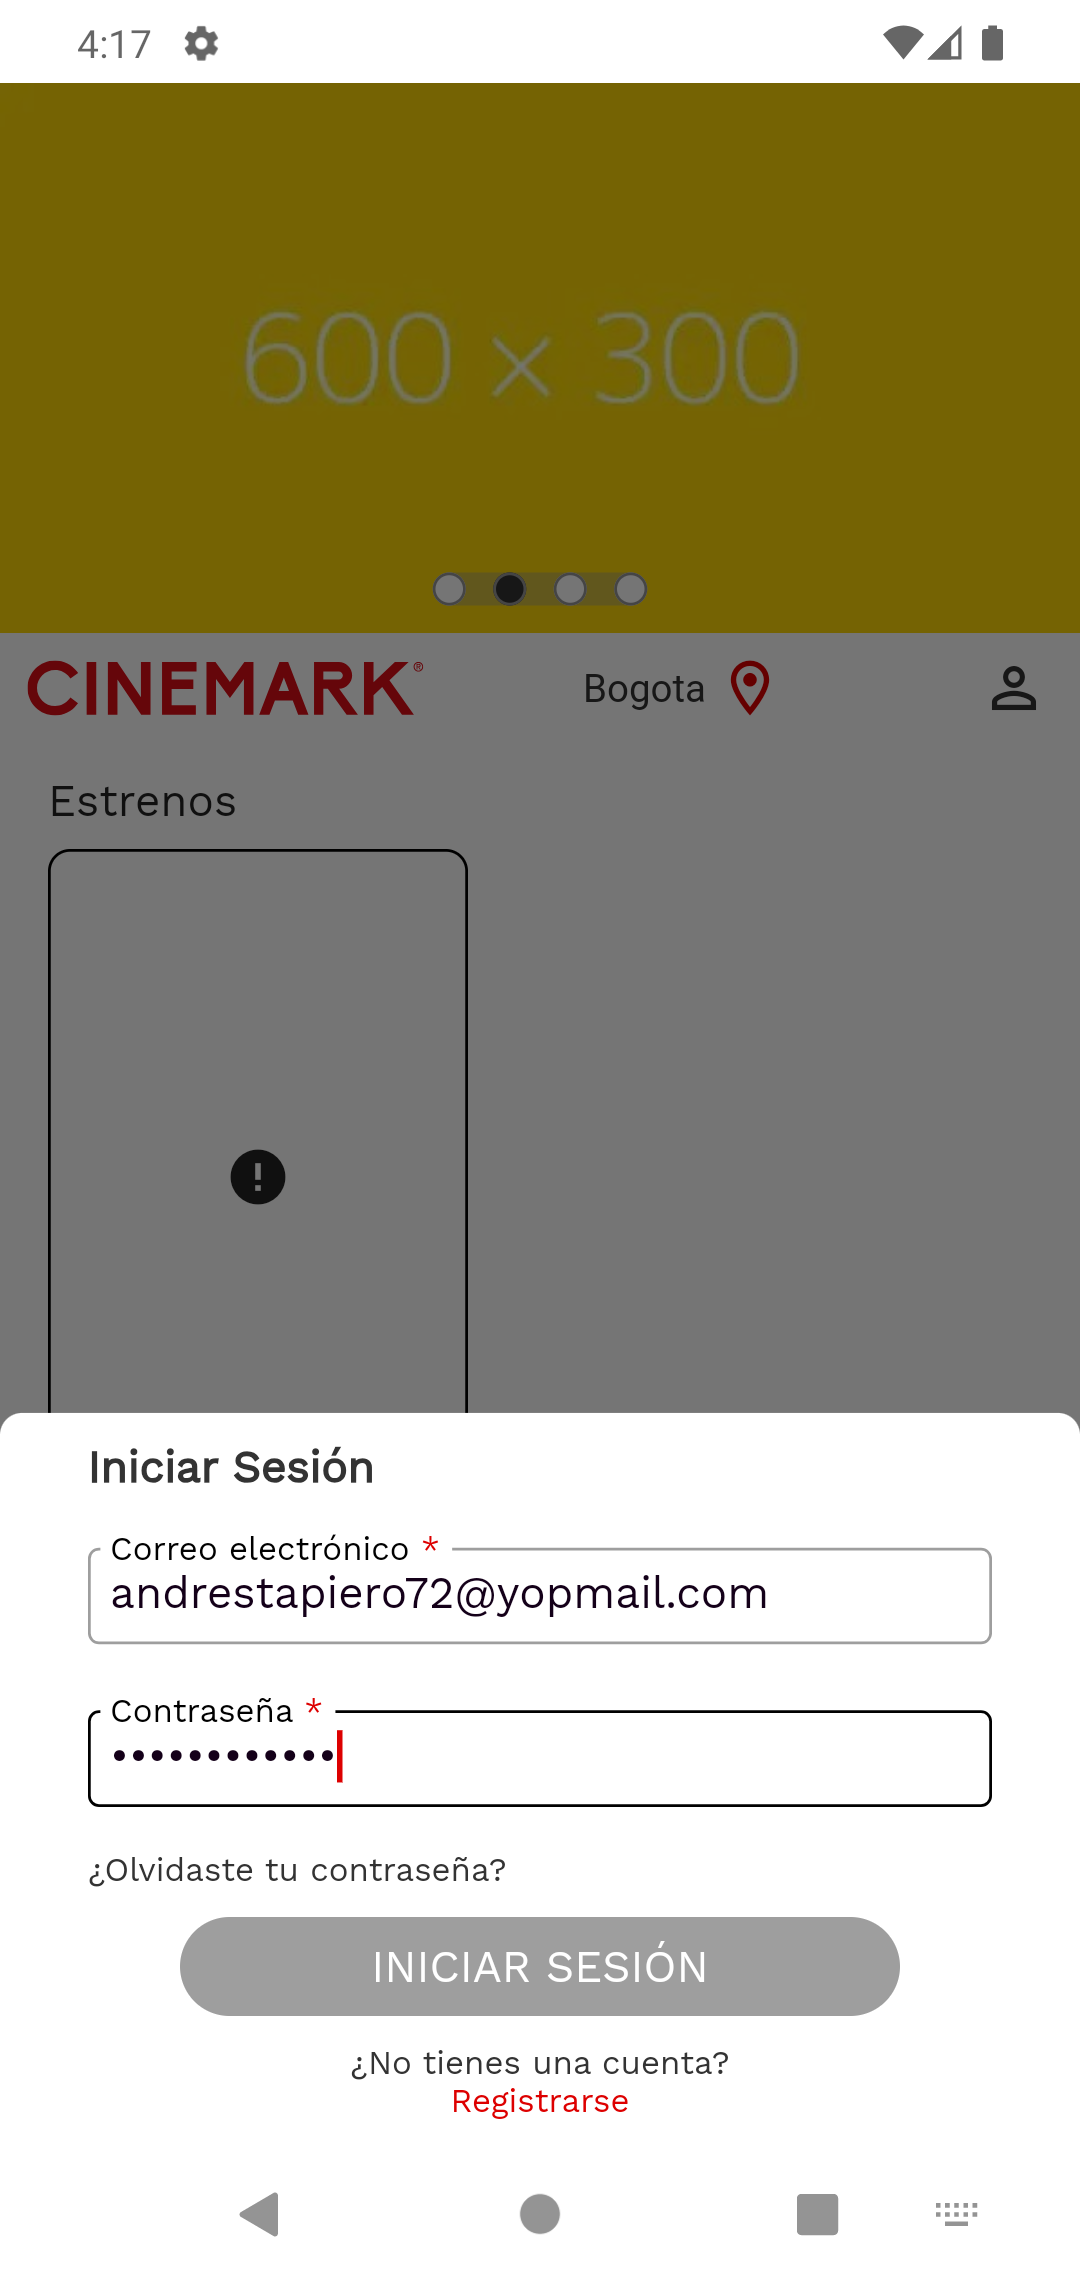 4:17
600 × 300
CINEMARK®
Bogota
Estrenos
Iniciar Sesión
Correo electrónico *
andrestapiero72@yopmail.com
Contraseña *
••••••••••••
¿Olvidaste tu contraseña?
INICIAR SESIÓN
¿No tienes una cuenta?
Registrarse